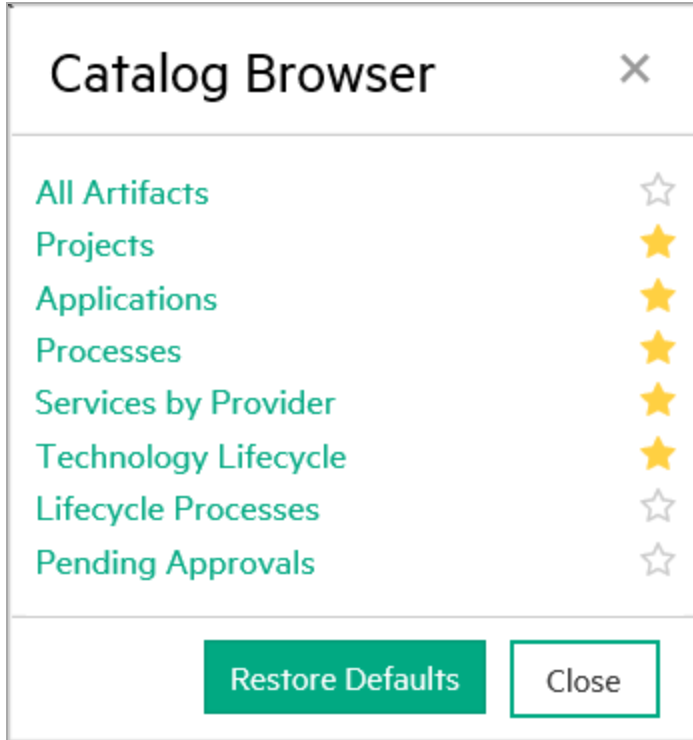 Catalog Browser
All Artifacts
Projects
Applications
Processes
Services by Provider
Technology Lifecycle
Lifecycle Processes
Pending Approvals
Restore Defaults
Close